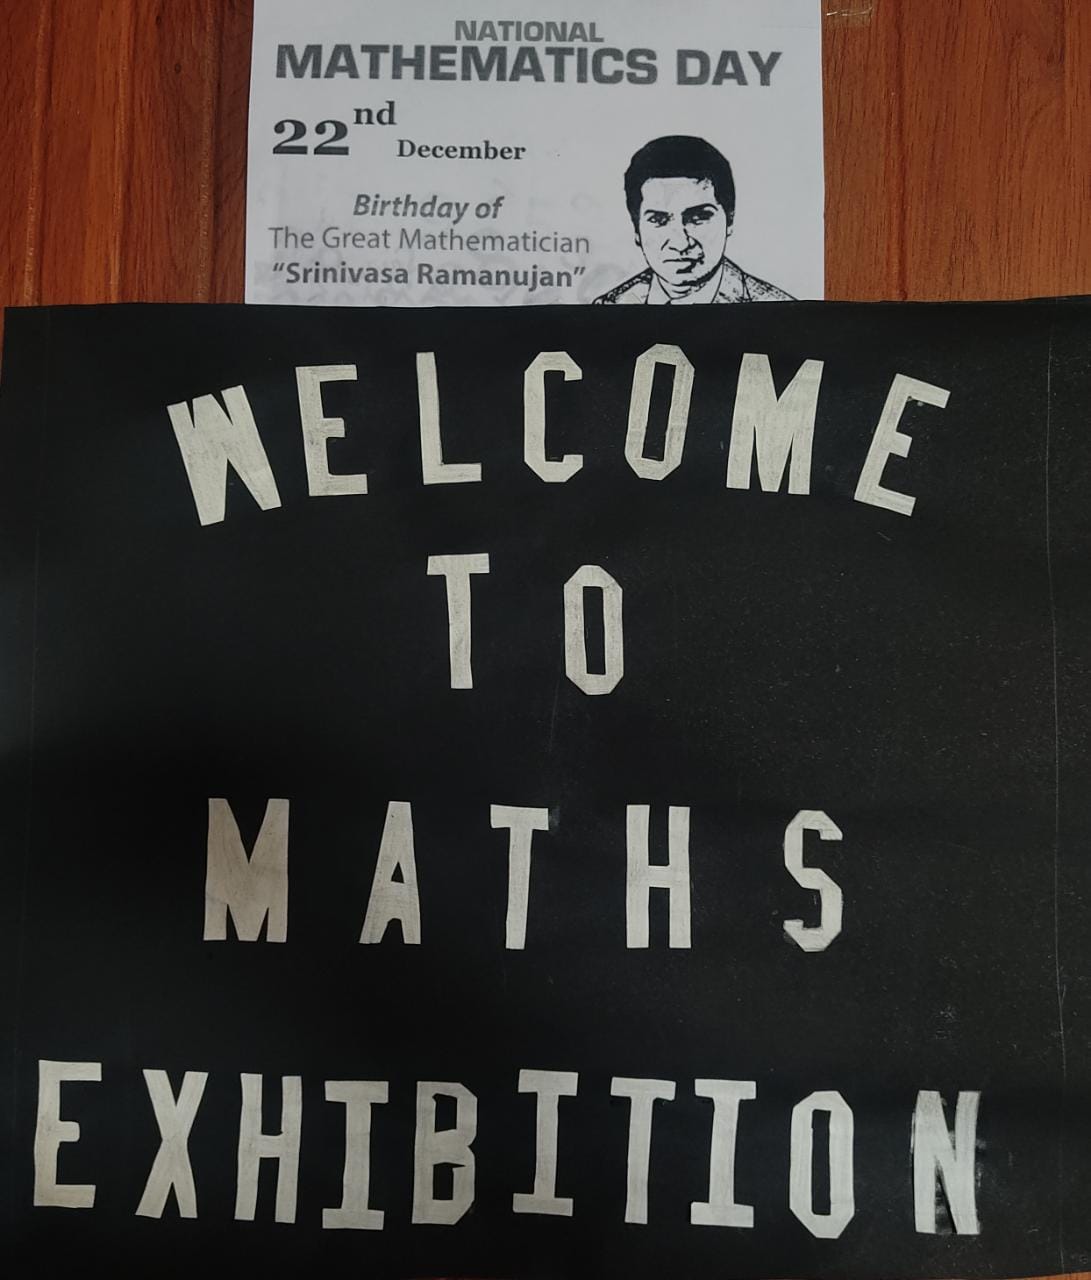 NATIONAL
MATHEMATICS DAY
22nd December
Birthday of
The Great Mathematician
“Srinivasa Ramanujan”
WELCOME
TO
MATHS
EXHIBITION